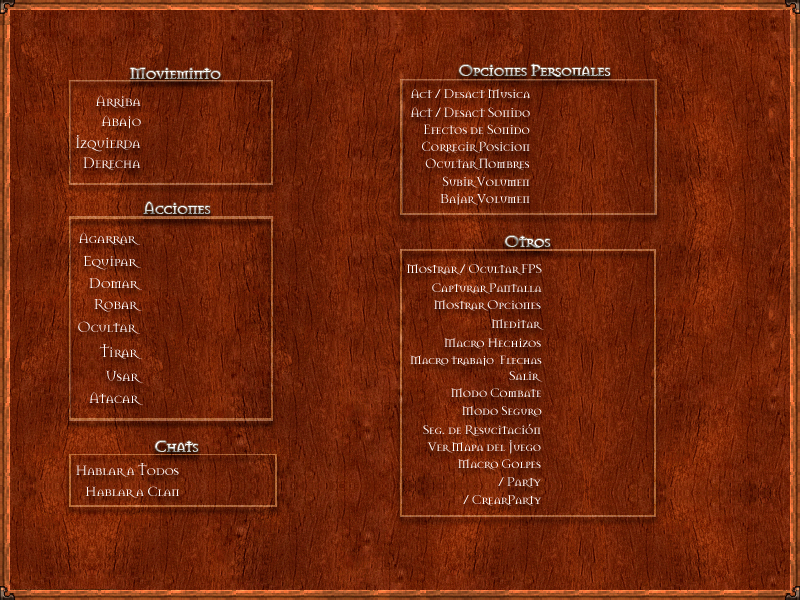 Movieminto
Arriba
Abajo
Izquierda
Derecha
Acciones
Agarrar
Equipar
Domar
Robar
Ocultar
Tirar
Usar
Atacar
Chats
Hablar a Todos
Hablar a Clan
Opciones Personales
Act / Desact Musica
Act / Desact Sonido
Efectos de Sonido
Corregir Posicion
Ocultar Nombres
Subir Volumen
Bajar Volumen
Otros
Mostrar / Ocultar FPS
Capturar Pantalla
Mostrar Opciones
Meditar
Macro Hechizos
Macro trabajo Flechas
Salir
Modo Combate
Modo Seguro
Seg. de Resucitación
Ver Mapa del Juego
Macro Golpes
/ Party
/ CrearParty